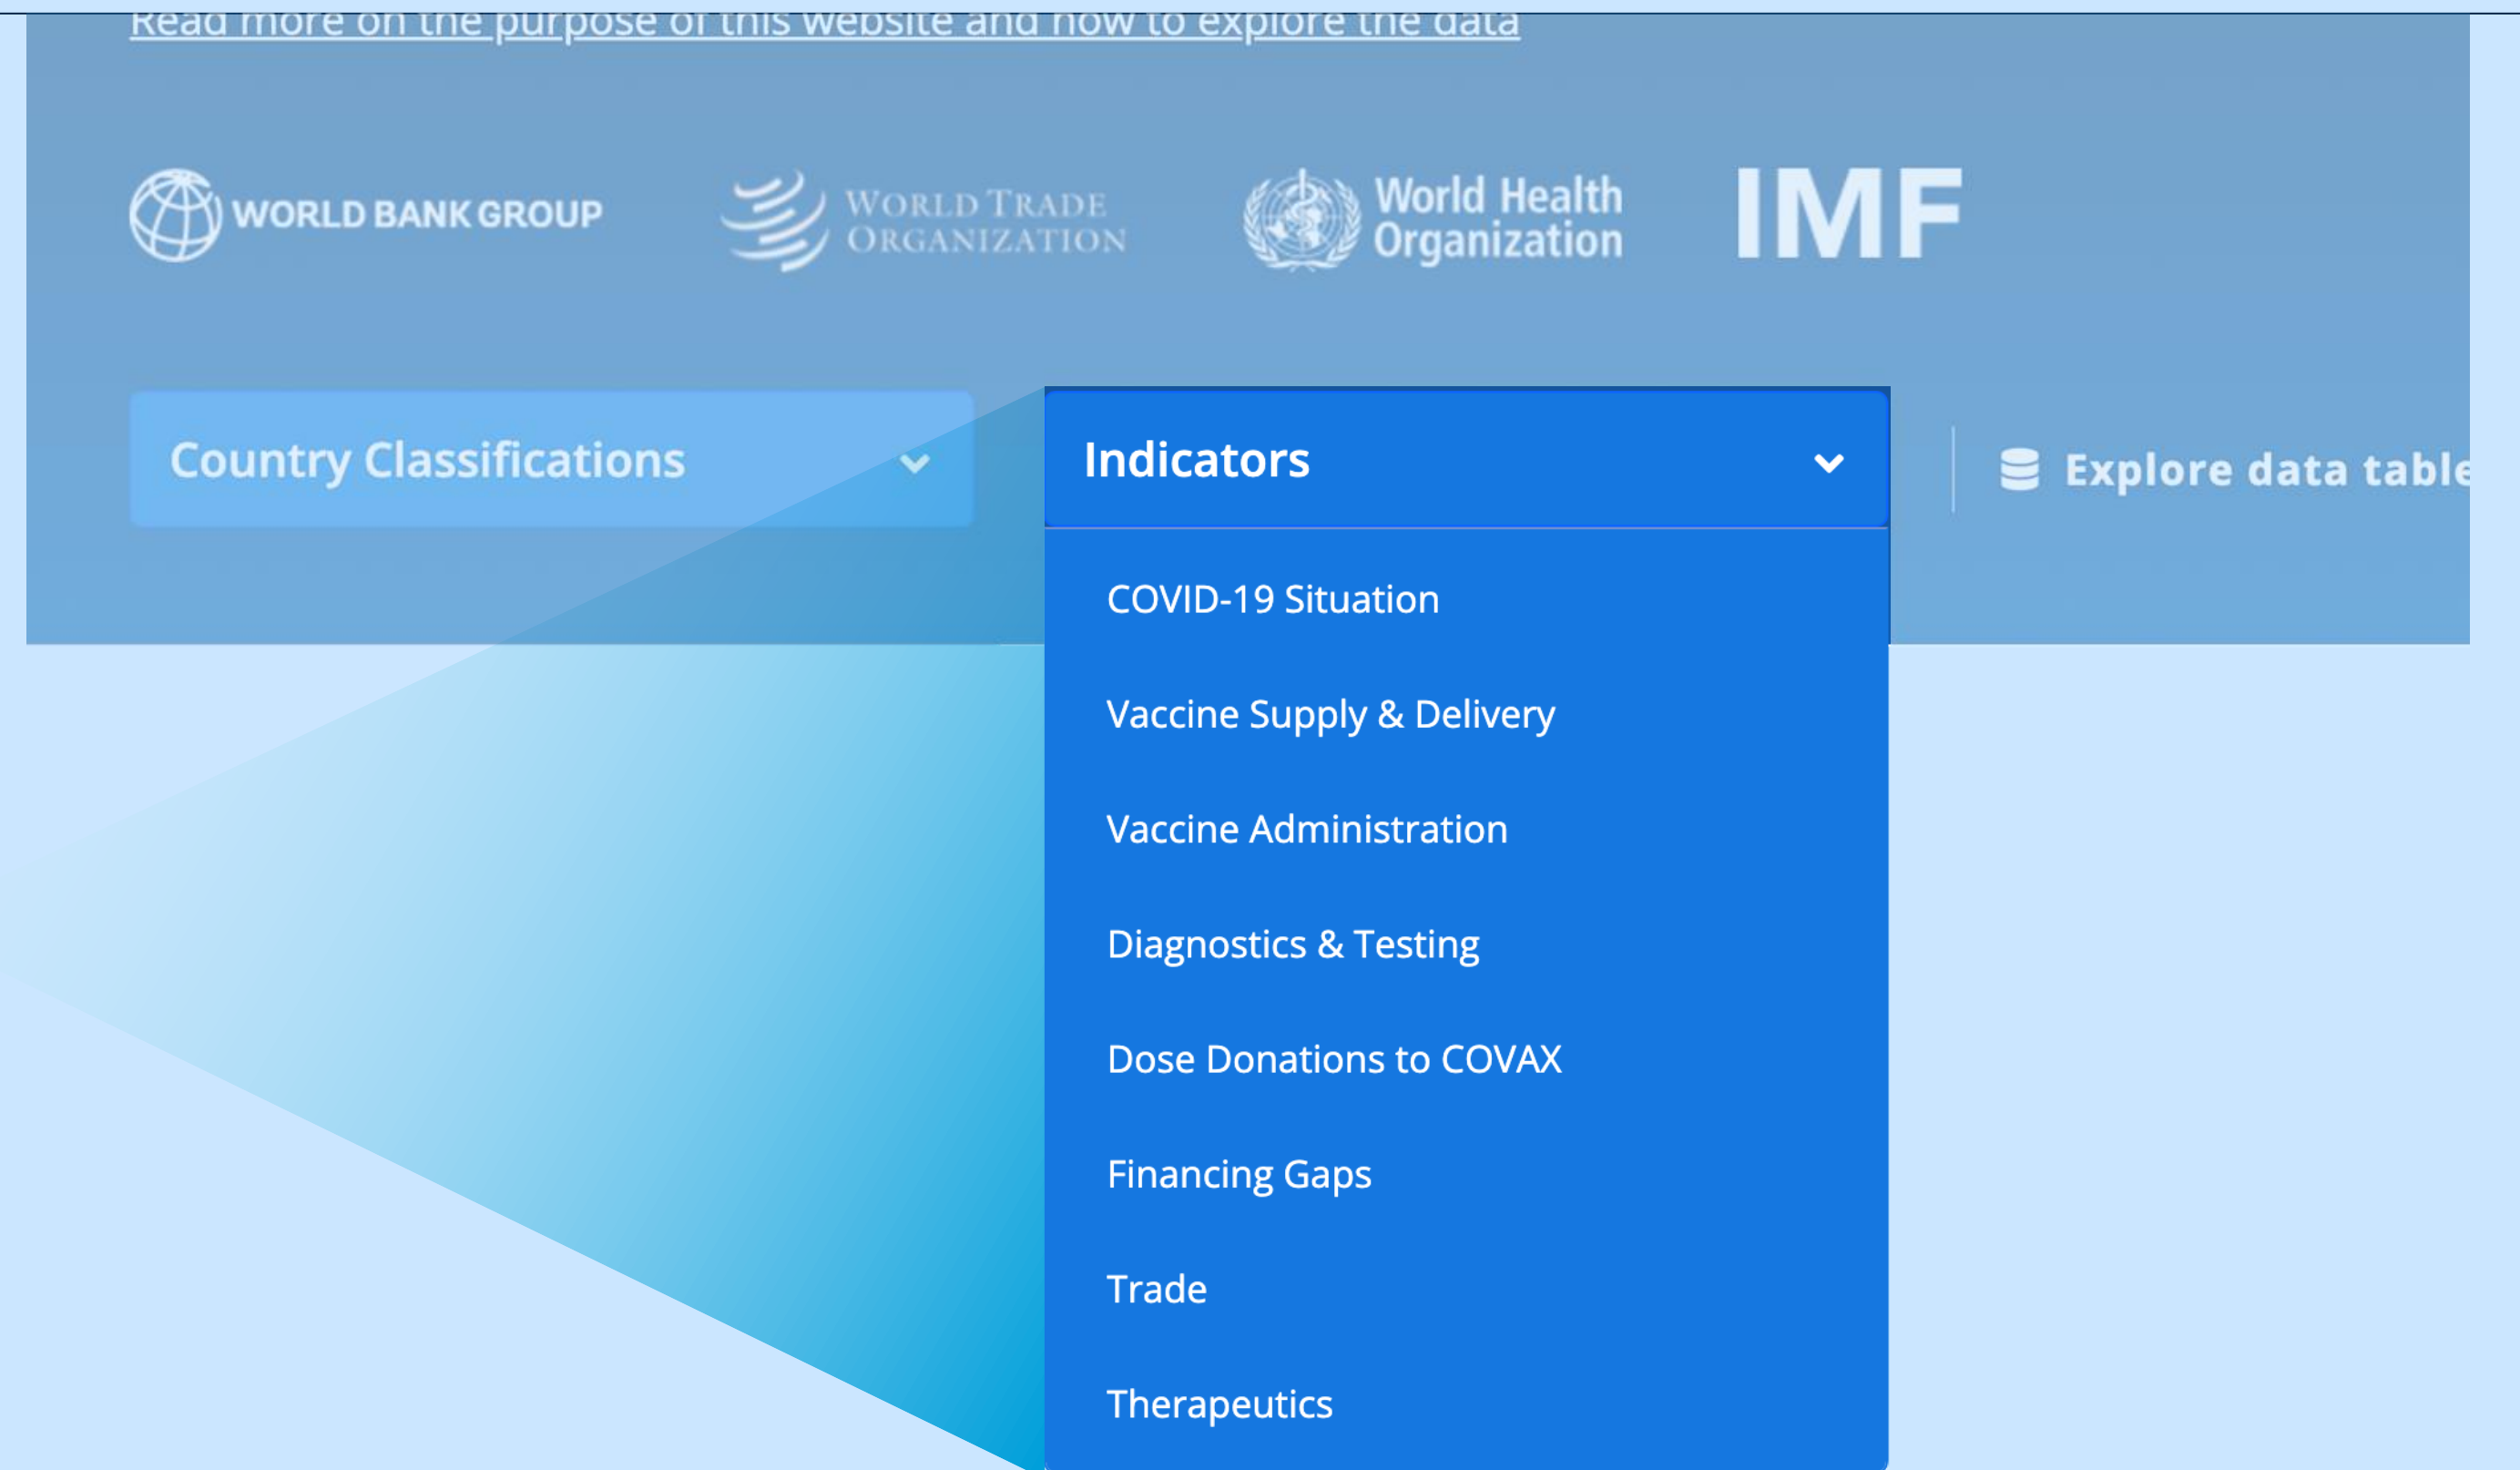 Read more on the purpose of this website and how to explore the data
WORLD BANK GROUP
WORLD TRADE
ORGANIZATION
World Health
Organization
IMF
Country Classifications
Indicators
Explore data table
COVID-19 Situation
Vaccine Supply & Delivery
Vaccine Administration
Diagnostics & Testing
Dose Donations to COVAX
Financing Gaps
Trade
Therapeutics